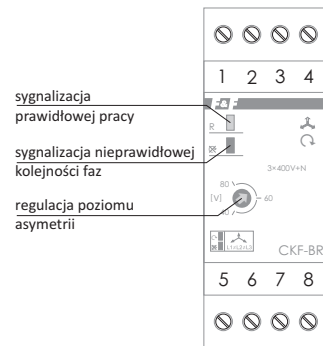 1 2 3 4
sygnalizacja
prawidłowej pracy
R
sygnalizacja nieprawidłowej
kolejności faz
3×400V+N
80
[V]
60
40
regulacja poziomu
asymetrii
L1 L2 L3
CKF-BR
5 6 7 8